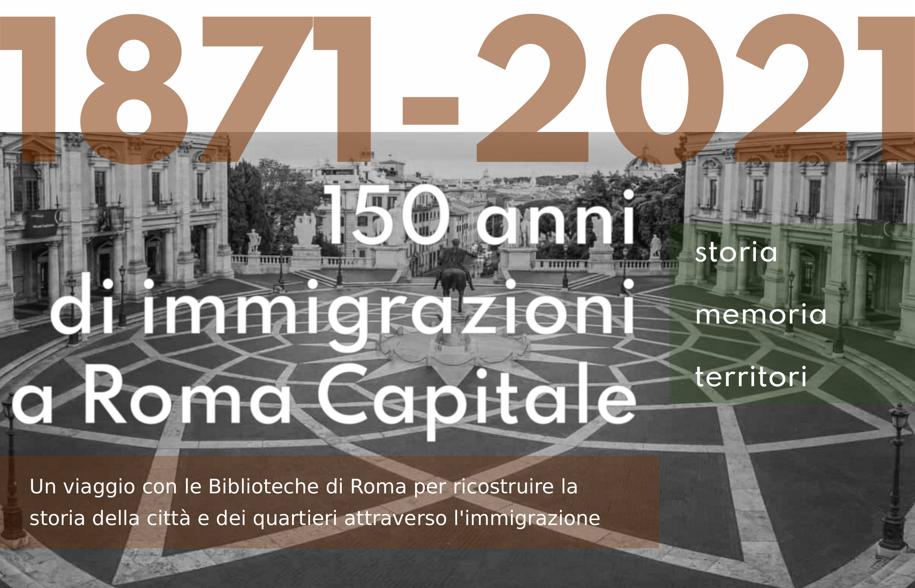 1871-2021
150 anni
di immigrazioni
a Roma Capitale
storia
memoria
territori
Un viaggio con le Biblioteche di Roma per ricostruire la
storia della città e dei quartieri attraverso l'immigrazione